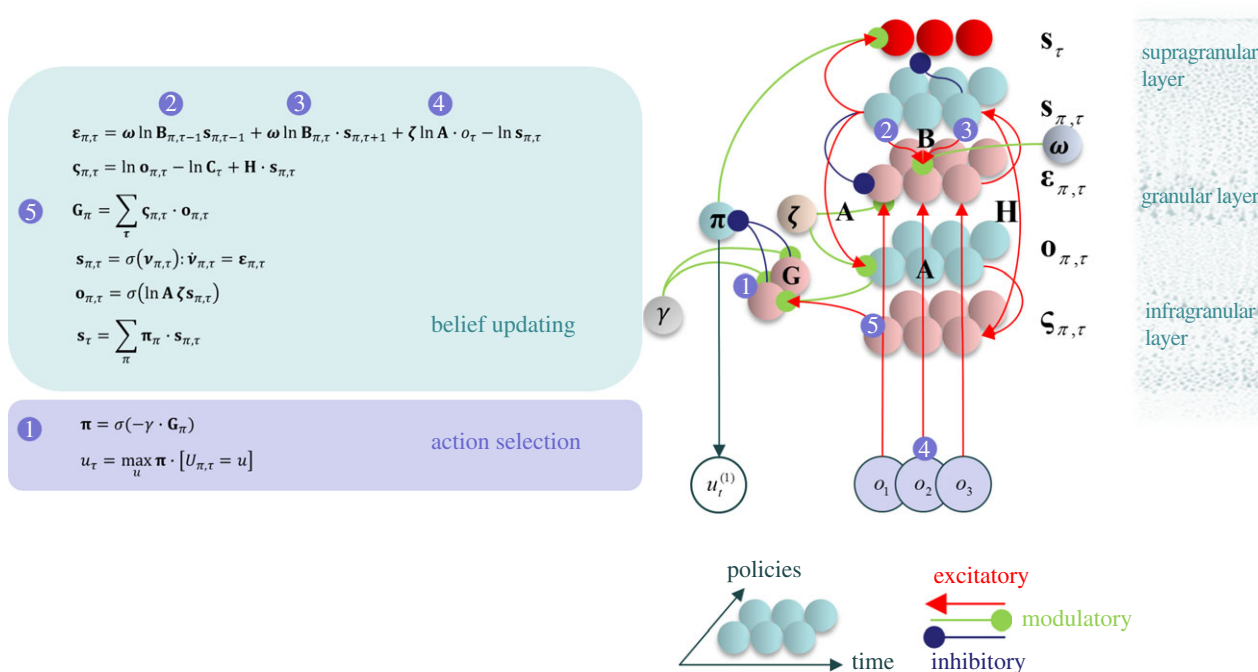 2 3 4
ε_{π,τ} = ω ln B_{π,τ−1} s_{π,τ−1} + ω ln B_{π,τ} · s_{π,τ+1} + ζ ln A · o_τ − ln s_{π,τ}
ς_{π,τ} = ln o_{π,τ} − ln C_τ + H · s_{π,τ}
5
G_π = ∑_τ ς_{π,τ} · o_{π,τ}
s_{π,τ} = σ(v_{π,τ}): v̇_{π,τ} = ε_{π,τ}
o_{π,τ} = σ(ln A ζ s_{π,τ})
s_τ = ∑_π π_π · s_{π,τ}
belief updating
1
π = σ(−γ · G_π)
u_τ = max_u π · [U_{π,τ} = u]
action selection
s_τ
s_{π,τ}
2 3
B
ω
ε_{π,τ}
π
ζ
A
H
o_{π,τ}
G
A
1
γ
5
ς_{π,τ}
4
u_t^{(1)}
o_1 o_2 o_3
supragranular
layer
granular layer
infragranular
layer
policies
time
excitatory
modulatory
inhibitory